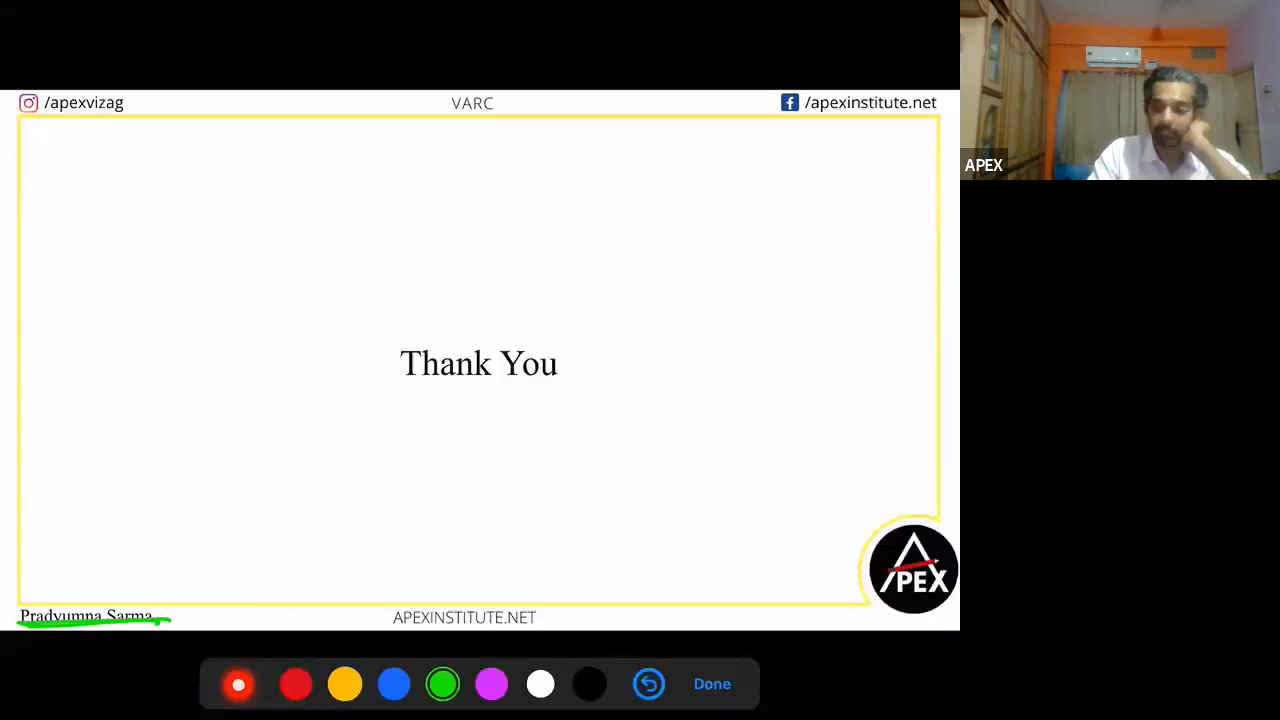 /apexvizag
VARC
/apexinstitute.net
APEX
Thank You
APEX
Pradyumna Sarma
APEXINSTITUTE.NET
Done